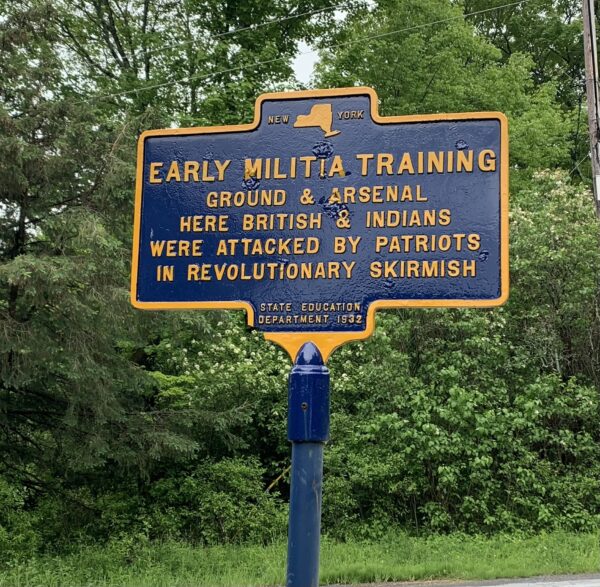 NEW YORK
EARLY MILITIA TRAINING
GROUND & ARSENAL
HERE BRITISH & INDIANS
WERE ATTACKED BY PATRIOTS
IN REVOLUTIONARY SKIRMISH
STATE EDUCATION
DEPARTMENT 1932